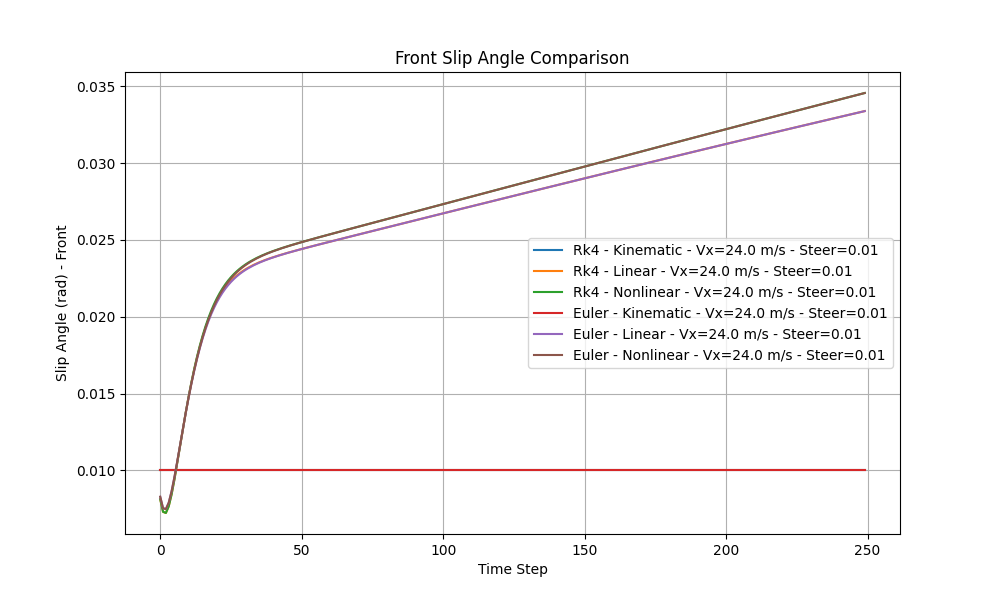 Front Slip Angle Comparison
Slip Angle (rad) - Front
0.035
0.030
0.025
0.020
0.015
0.010
Rk4 - Kinematic - Vx=24.0 m/s - Steer=0.01
Rk4 - Linear - Vx=24.0 m/s - Steer=0.01
Rk4 - Nonlinear - Vx=24.0 m/s - Steer=0.01
Euler - Kinematic - Vx=24.0 m/s - Steer=0.01
Euler - Linear - Vx=24.0 m/s - Steer=0.01
Euler - Nonlinear - Vx=24.0 m/s - Steer=0.01
0 50 100 150 200 250
Time Step